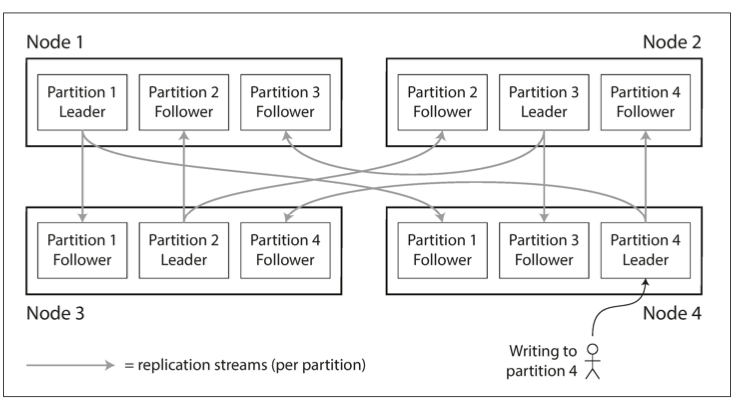 Node 1
Node 2
Partition 1
Leader
Partition 2
Follower
Partition 3
Follower
Partition 2
Follower
Partition 3
Leader
Partition 4
Follower
Partition 1
Follower
Partition 2
Leader
Partition 4
Follower
Partition 1
Follower
Partition 3
Follower
Partition 4
Leader
Node 3
Node 4
= replication streams (per partition)
Writing to
partition 4